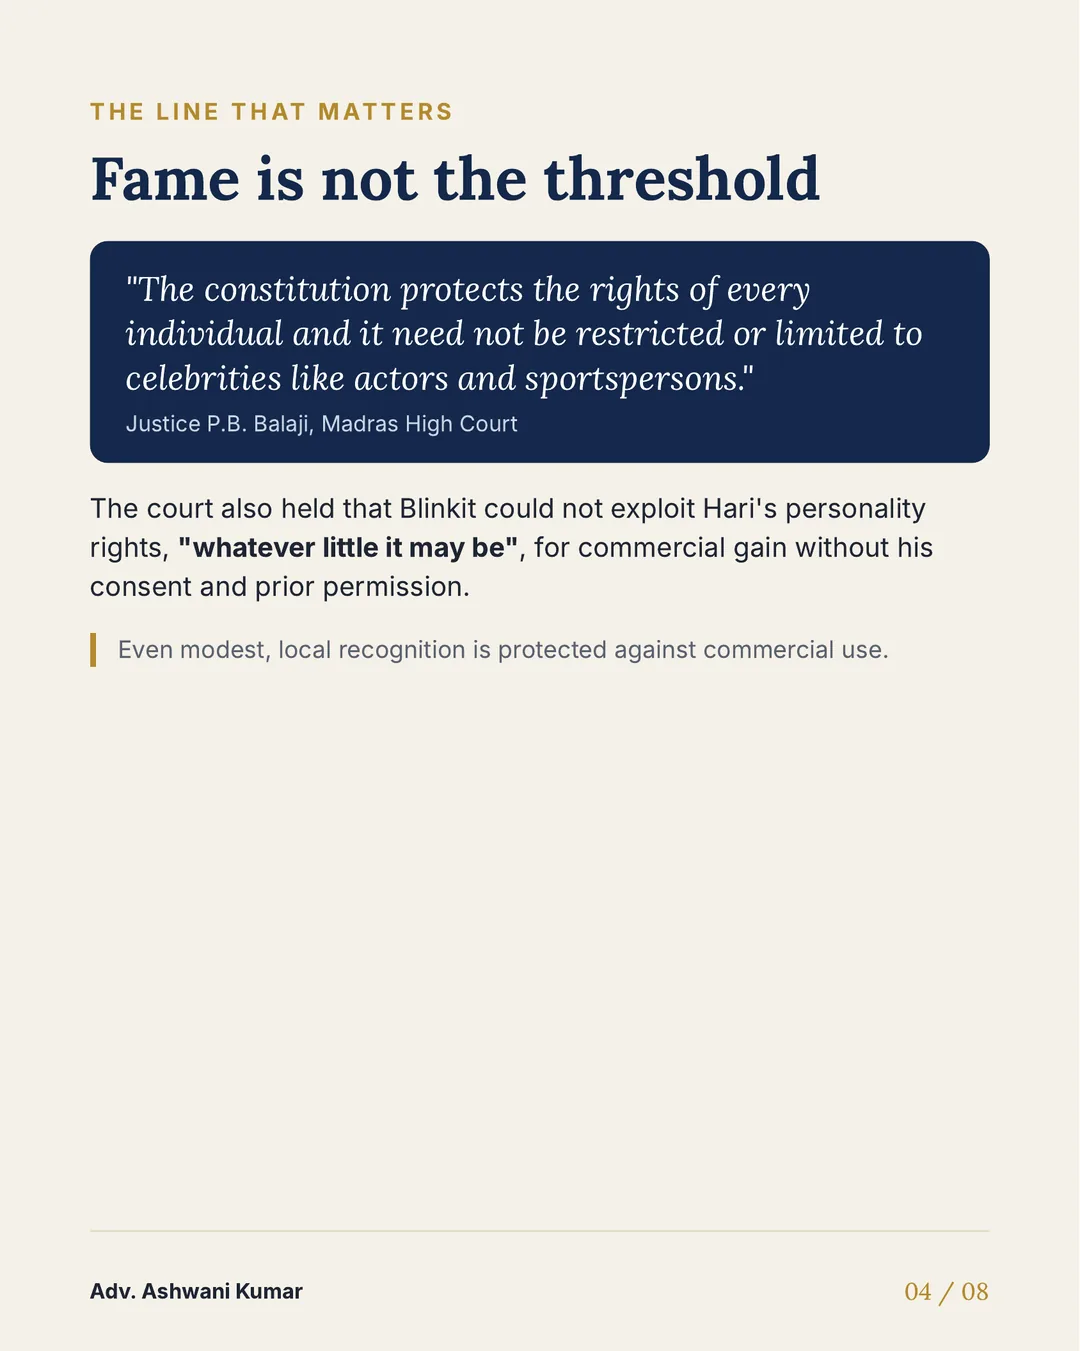 THE LINE THAT MATTERS
Fame is not the threshold
"The constitution protects the rights of every
individual and it need not be restricted or limited to
celebrities like actors and sportspersons."
Justice P.B. Balaji, Madras High Court
The court also held that Blinkit could not exploit Hari's personality
rights, "whatever little it may be", for commercial gain without his
consent and prior permission.
Even modest, local recognition is protected against commercial use.
Adv. Ashwani Kumar
04 / 08